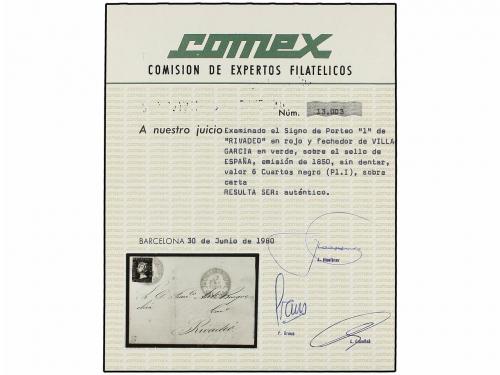 comex
COMISION DE EXPERTOS FILATELICOS
Núm. 13.003
A nuestro juicio Examinado el Signo de Porteo "1" de
"RIVADEO" en rojo y fechador de VILLA-
GARCIA en verde, sobre el sello de
ESPAÑA, emisión de 1850, sin dentar,
valor 6 Cuartos negro (Pl.I), sobre
carta
RESULTA SER: auténtico.
BARCELONA 30 de Junio de 1980
Rivadeo